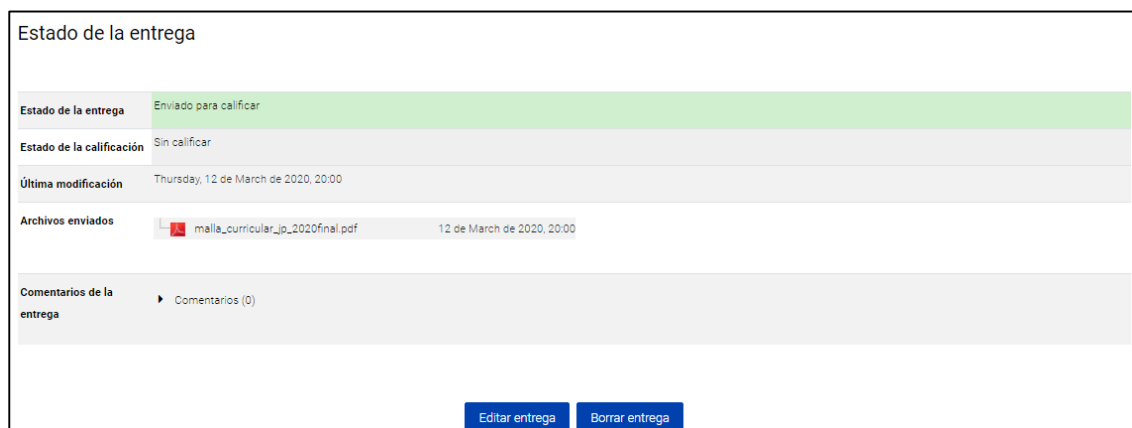 Estado de la entrega
Estado de la entrega Enviado para calificar
Estado de la calificación Sin calificar
Última modificación Thursday, 12 de March de 2020, 20:00
Archivos enviados
malla_curricular_jp_2020final.pdf 12 de March de 2020, 20:00
Comentarios de la
entrega
Comentarios (0)
Editar entrega Borrar entrega